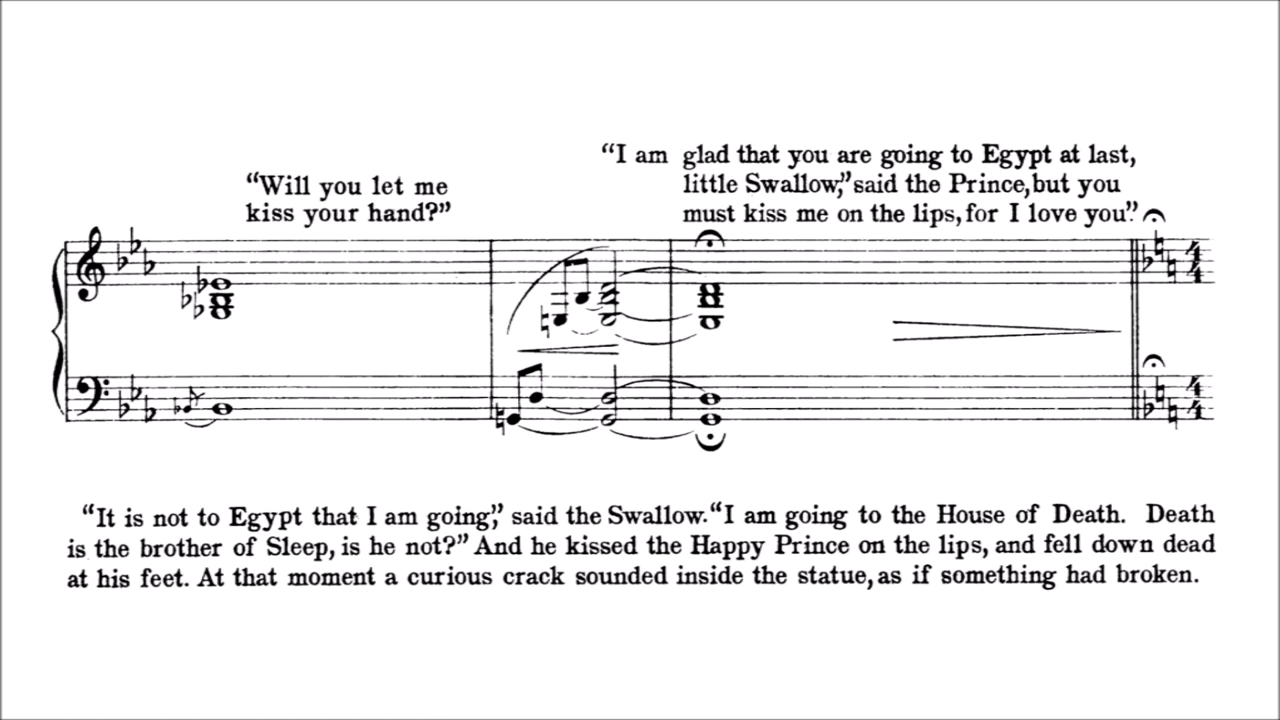 "Will you let me
kiss your hand?"
"I am glad that you are going to Egypt at last,
little Swallow," said the Prince, but you
must kiss me on the lips, for I love you".
"It is not to Egypt that I am going," said the Swallow. "I am going to the House of Death. Death
is the brother of Sleep, is he not?" And he kissed the Happy Prince on the lips, and fell down dead
at his feet. At that moment a curious crack sounded inside the statue, as if something had broken.